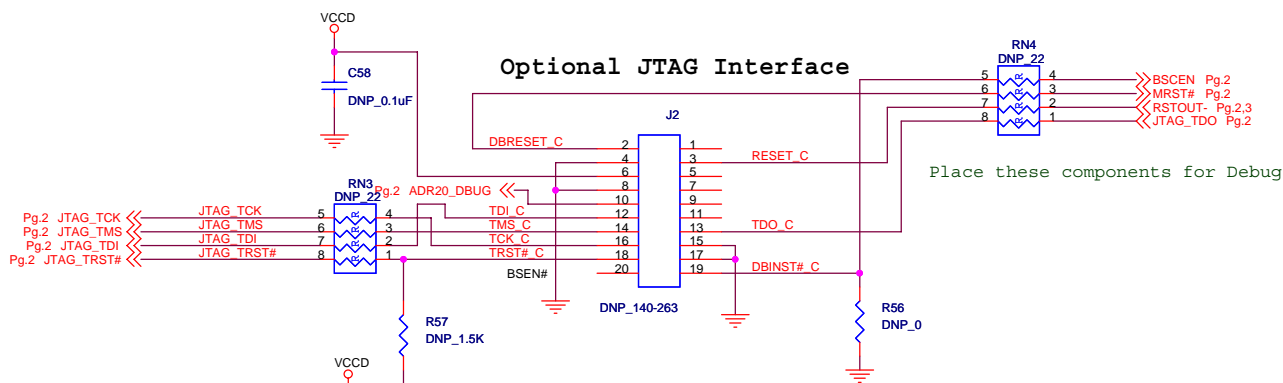 VCCD
C58
DNP_0.1uF
Optional JTAG Interface
RN4
DNP_22
5 R 4 BSCEN Pg.2
6 R 3 MRST# Pg.2
7 R 2 RSTOUT- Pg.2,3
8 R 1 JTAG_TDO Pg.2
Place these components for Debug
J2
DBRESET_C 2 1
4 3 RESET_C
6 5
8 7
Pg.2 ADR20_DBUG 10 9
TDI_C 12 11
TMS_C 14 13 TDO_C
TCK_C 16 15
TRST#_C 18 17
BSEN# 20 19 DBINST#_C
DNP_140-263
RN3
DNP_22
Pg.2 JTAG_TCK JTAG_TCK 5 R 4
Pg.2 JTAG_TMS JTAG_TMS 6 R 3
Pg.2 JTAG_TDI JTAG_TDI 7 R 2
Pg.2 JTAG_TRST# JTAG_TRST# 8 R 1
R57
DNP_1.5K
VCCD
R56
DNP_0